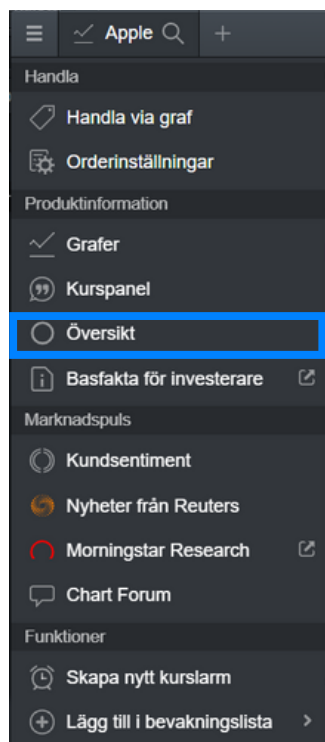 Apple
Handla
Handla via graf
Orderinställningar
Produktinformation
Grafer
Kurspanel
Översikt
Basfakta för investerare
Marknadspuls
Kundsentiment
Nyheter från Reuters
Morningstar Research
Chart Forum
Funktioner
Skapa nytt kurslarm
Lägg till i bevakningslista